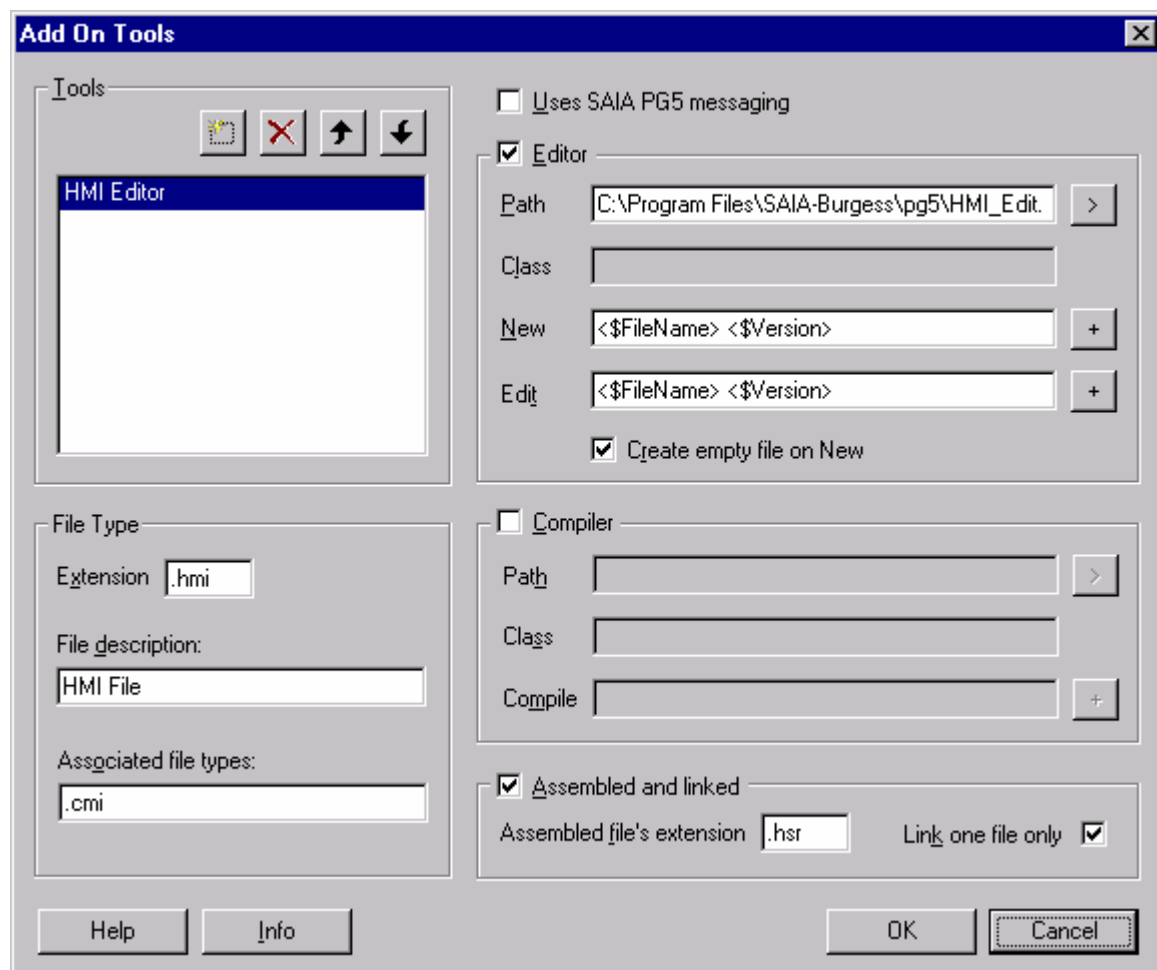 Add On Tools
Tools
HMI Editor
File Type
Extension .hmi
File description:
HMI File
Associated file types:
.cmi
Uses SAIA PG5 messaging
Editor
Path C:\Program Files\SAIA-Burgess\pg5\HMI_Edit. >
Class
New <$FileName> <$Version> +
Edit <$FileName> <$Version> +
Create empty file on New
Compiler
Path >
Class
Compile +
Assembled and linked
Assembled file's extension .hsr Link one file only
Help Info OK Cancel